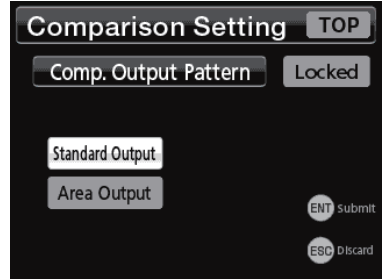 Comparison Setting TOP
Comp. Output Pattern Locked
Standard Output
Area Output
ENT Submit
ESC Discard